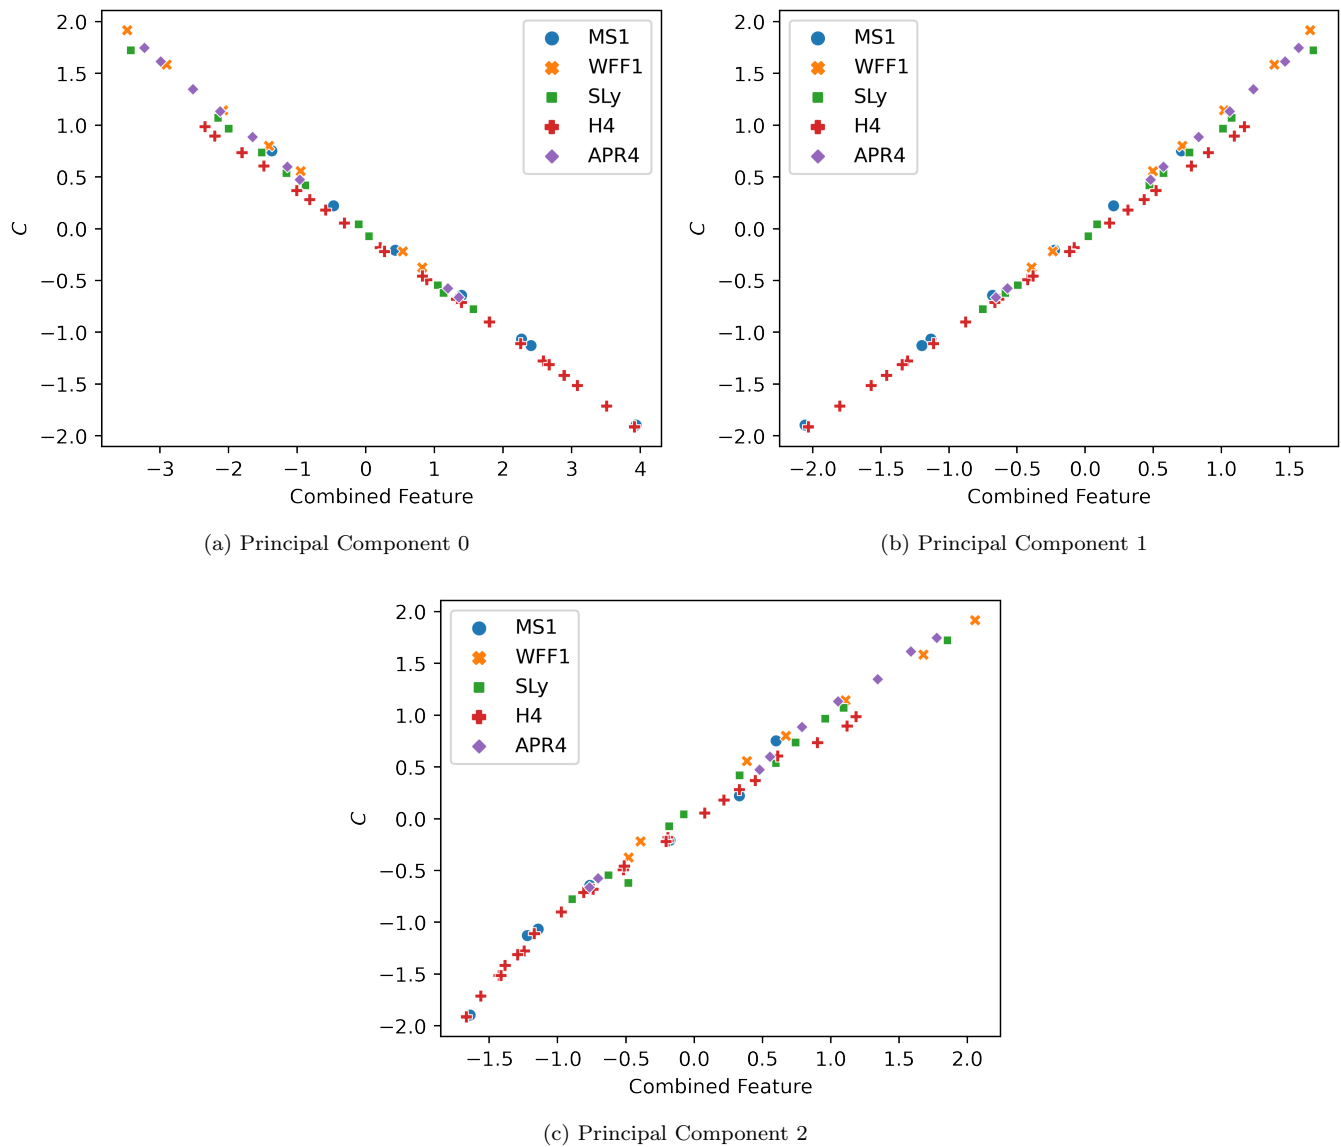 2.0
1.5
1.0
0.5
0.0
−0.5
−1.0
−1.5
−2.0
C
MS1
WFF1
SLy
H4
APR4
−3 −2 −1 0 1 2 3 4
Combined Feature
(a) Principal Component 0
2.0
1.5
1.0
0.5
0.0
−0.5
−1.0
−1.5
−2.0
C
MS1
WFF1
SLy
H4
APR4
−2.0 −1.5 −1.0 −0.5 0.0 0.5 1.0 1.5
Combined Feature
(b) Principal Component 1
2.0
1.5
1.0
0.5
0.0
−0.5
−1.0
−1.5
−2.0
C
MS1
WFF1
SLy
H4
APR4
−1.5 −1.0 −0.5 0.0 0.5 1.0 1.5 2.0
Combined Feature
(c) Principal Component 2